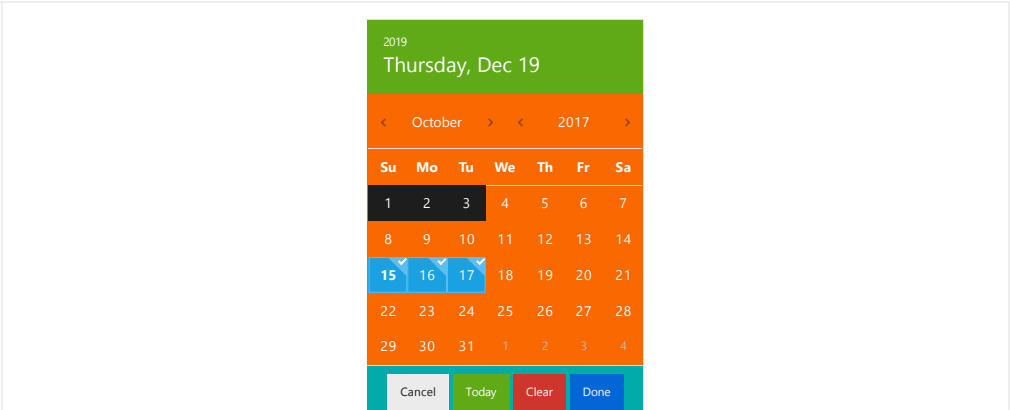 2019
Thursday, Dec 19
October 2017
Su Mo Tu We Th Fr Sa
1 2 3 4 5 6 7
8 9 10 11 12 13 14
15 16 17 18 19 20 21
22 23 24 25 26 27 28
29 30 31 1 2 3 4
Cancel Today Clear Done